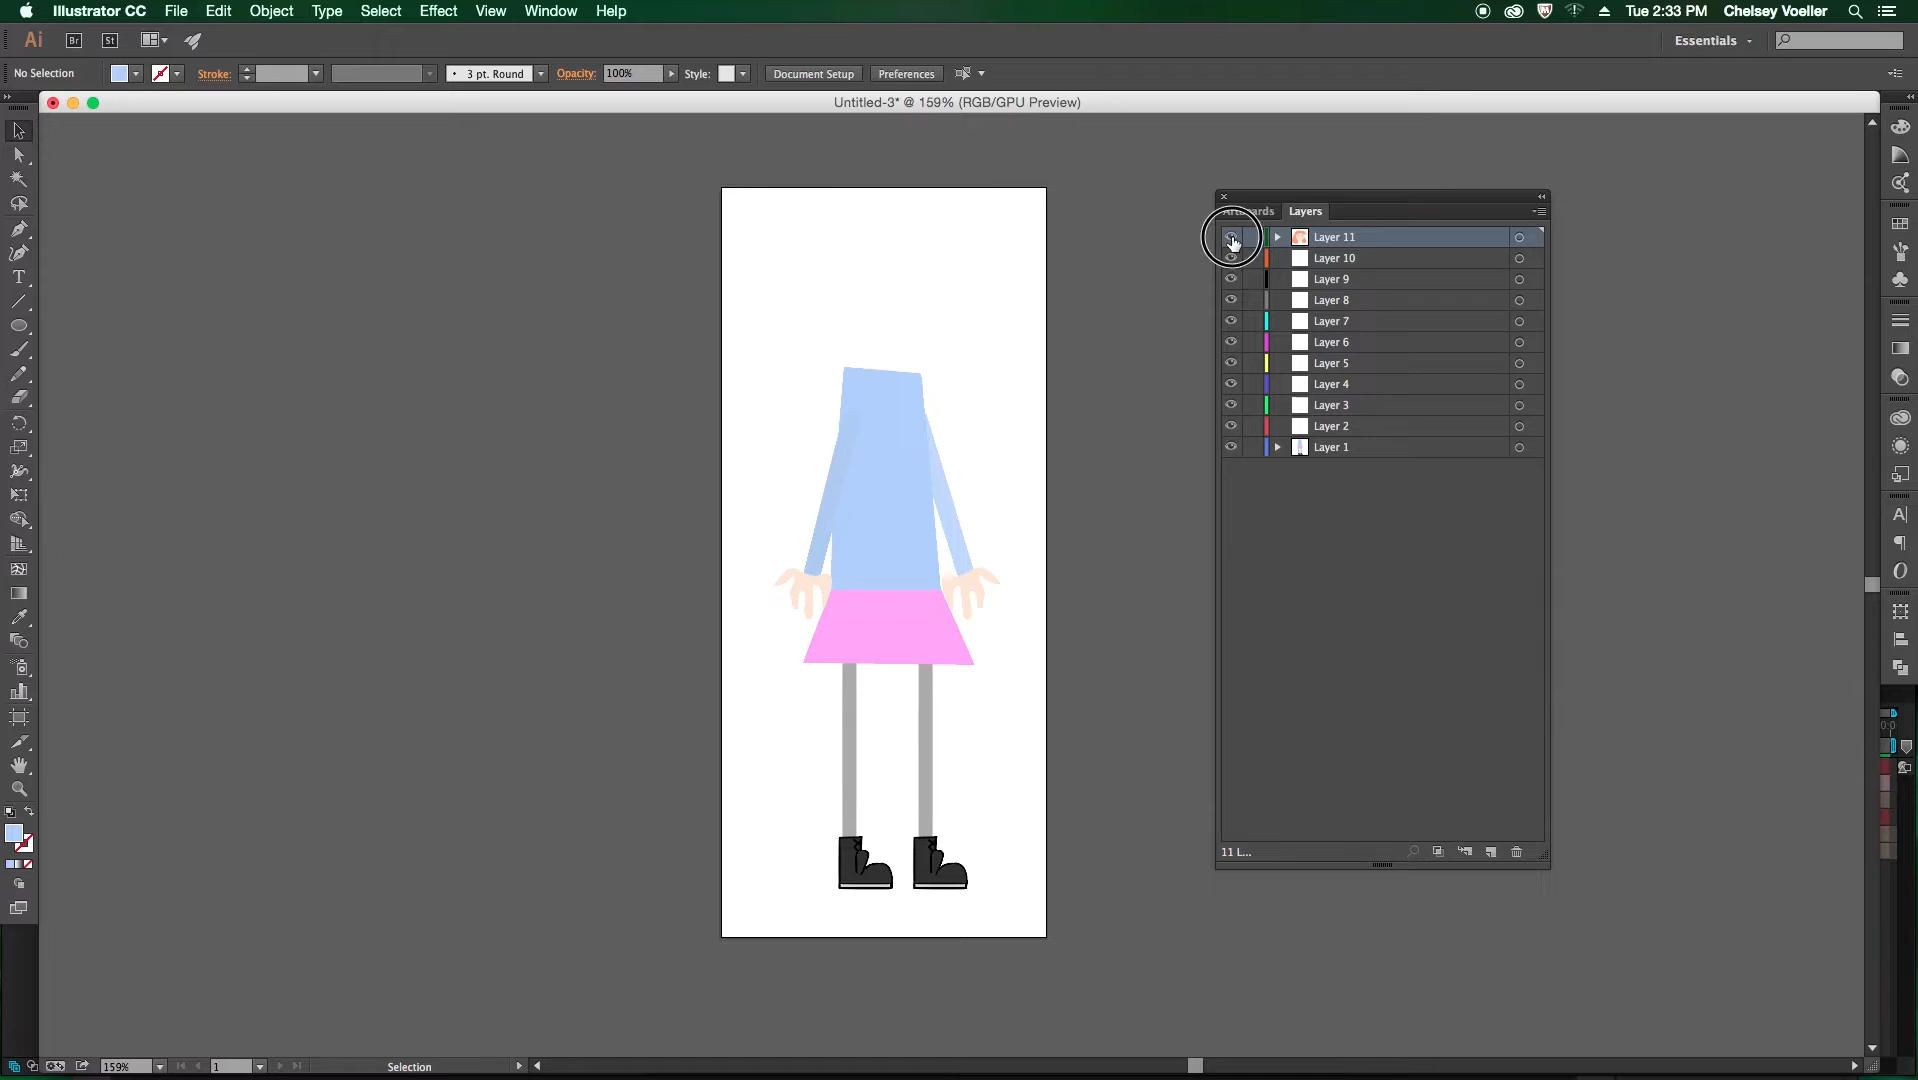 Illustrator CC File Edit Object Type Select Effect View Window Help Tue 2:33 PM Chelsey Voeller
Ai Br St Essentials
No Selection Stroke: 3 pt. Round Opacity: 100% Style: Document Setup Preferences
Untitled-3* @ 159% (RGB/GPU Preview)
Layers
Layer 11
Layer 10
Layer 9
Layer 8
Layer 7
Layer 6
Layer 5
Layer 4
Layer 3
Layer 2
Layer 1
11 L...
159% 1 Selection